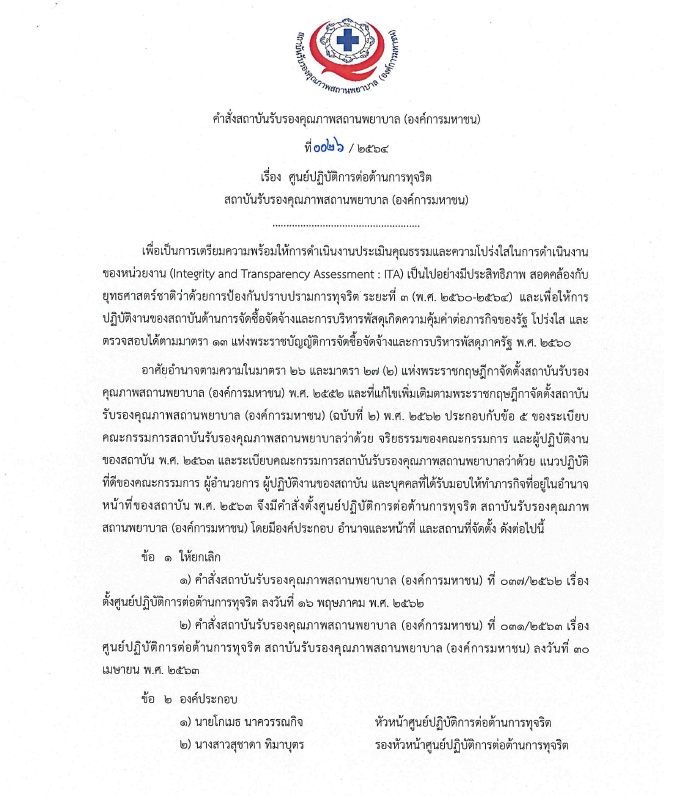 สถาบันรับรองคุณภาพสถานพยาบาล (องค์การมหาชน)
คำสั่งสถาบันรับรองคุณภาพสถานพยาบาล (องค์การมหาชน)
ที่ ๐๐๒๖ / ๒๕๖๔
เรื่อง ศูนย์ปฏิบัติการต่อต้านการทุจริต
สถาบันรับรองคุณภาพสถานพยาบาล (องค์การมหาชน)
.....................................................
เพื่อเป็นการเตรียมความพร้อมให้การดำเนินงานประเมินคุณธรรมและความโปร่งใสในการดำเนินงาน
ของหน่วยงาน (Integrity and Transparency Assessment : ITA) เป็นไปอย่างมีประสิทธิภาพ สอดคล้องกับ
ยุทธศาสตร์ชาติว่าด้วยการป้องกันปราบปรามการทุจริต ระยะที่ ๓ (พ.ศ. ๒๕๖๐-๒๕๖๔) และเพื่อให้การ
ปฏิบัติงานของสถาบันด้านการจัดซื้อจัดจ้างและการบริหารพัสดุเกิดความคุ้มค่าต่อภารกิจของรัฐ โปร่งใส และ
ตรวจสอบได้ตามมาตรา ๑๓ แห่งพระราชบัญญัติการจัดซื้อจัดจ้างและการบริหารพัสดุภาครัฐ พ.ศ. ๒๕๖๐
อาศัยอำนาจตามความในมาตรา ๒๖ และมาตรา ๒๗ (๒) แห่งพระราชกฤษฎีกาจัดตั้งสถาบันรับรอง
คุณภาพสถานพยาบาล (องค์การมหาชน) พ.ศ. ๒๕๕๒ และที่แก้ไขเพิ่มเติมตามพระราชกฤษฎีกาจัดตั้งสถาบัน
รับรองคุณภาพสถานพยาบาล (องค์การมหาชน) (ฉบับที่ ๒) พ.ศ. ๒๕๖๒ ประกอบกับข้อ ๕ ของระเบียบ
คณะกรรมการสถาบันรับรองคุณภาพสถานพยาบาลว่าด้วย จริยธรรมของคณะกรรมการ และผู้ปฏิบัติงาน
ของสถาบัน พ.ศ. ๒๕๖๓ และระเบียบคณะกรรมการสถาบันรับรองคุณภาพสถานพยาบาลว่าด้วย แนวปฏิบัติ
ที่ดีของคณะกรรมการ ผู้อำนวยการ ผู้ปฏิบัติงานของสถาบัน และบุคคลที่ได้รับมอบให้ทำภารกิจที่อยู่ในอำนาจ
หน้าที่ของสถาบัน พ.ศ. ๒๕๖๓ จึงมีคำสั่งตั้งศูนย์ปฏิบัติการต่อต้านการทุจริต สถาบันรับรองคุณภาพ
สถานพยาบาล (องค์การมหาชน) โดยมีองค์ประกอบ อำนาจและหน้าที่ และสถานที่จัดตั้ง ดังต่อไปนี้
ข้อ ๑ ให้ยกเลิก
๑) คำสั่งสถาบันรับรองคุณภาพสถานพยาบาล (องค์การมหาชน) ที่ ๐๓๗/๒๕๖๒ เรื่อง
ตั้งศูนย์ปฏิบัติการต่อต้านการทุจริต ลงวันที่ ๑๖ พฤษภาคม พ.ศ. ๒๕๖๒
๒) คำสั่งสถาบันรับรองคุณภาพสถานพยาบาล (องค์การมหาชน) ที่ ๐๓๑/๒๕๖๓ เรื่อง
ศูนย์ปฏิบัติการต่อต้านการทุจริต สถาบันรับรองคุณภาพสถานพยาบาล (องค์การมหาชน) ลงวันที่ ๓๐
เมษายน พ.ศ. ๒๕๖๓
ข้อ ๒ องค์ประกอบ
๑) นายโกเมธ นาควรรณกิจ หัวหน้าศูนย์ปฏิบัติการต่อต้านการทุจริต
๒) นางสาวสุชาดา ทิมาบุตร รองหัวหน้าศูนย์ปฏิบัติการต่อต้านการทุจริต